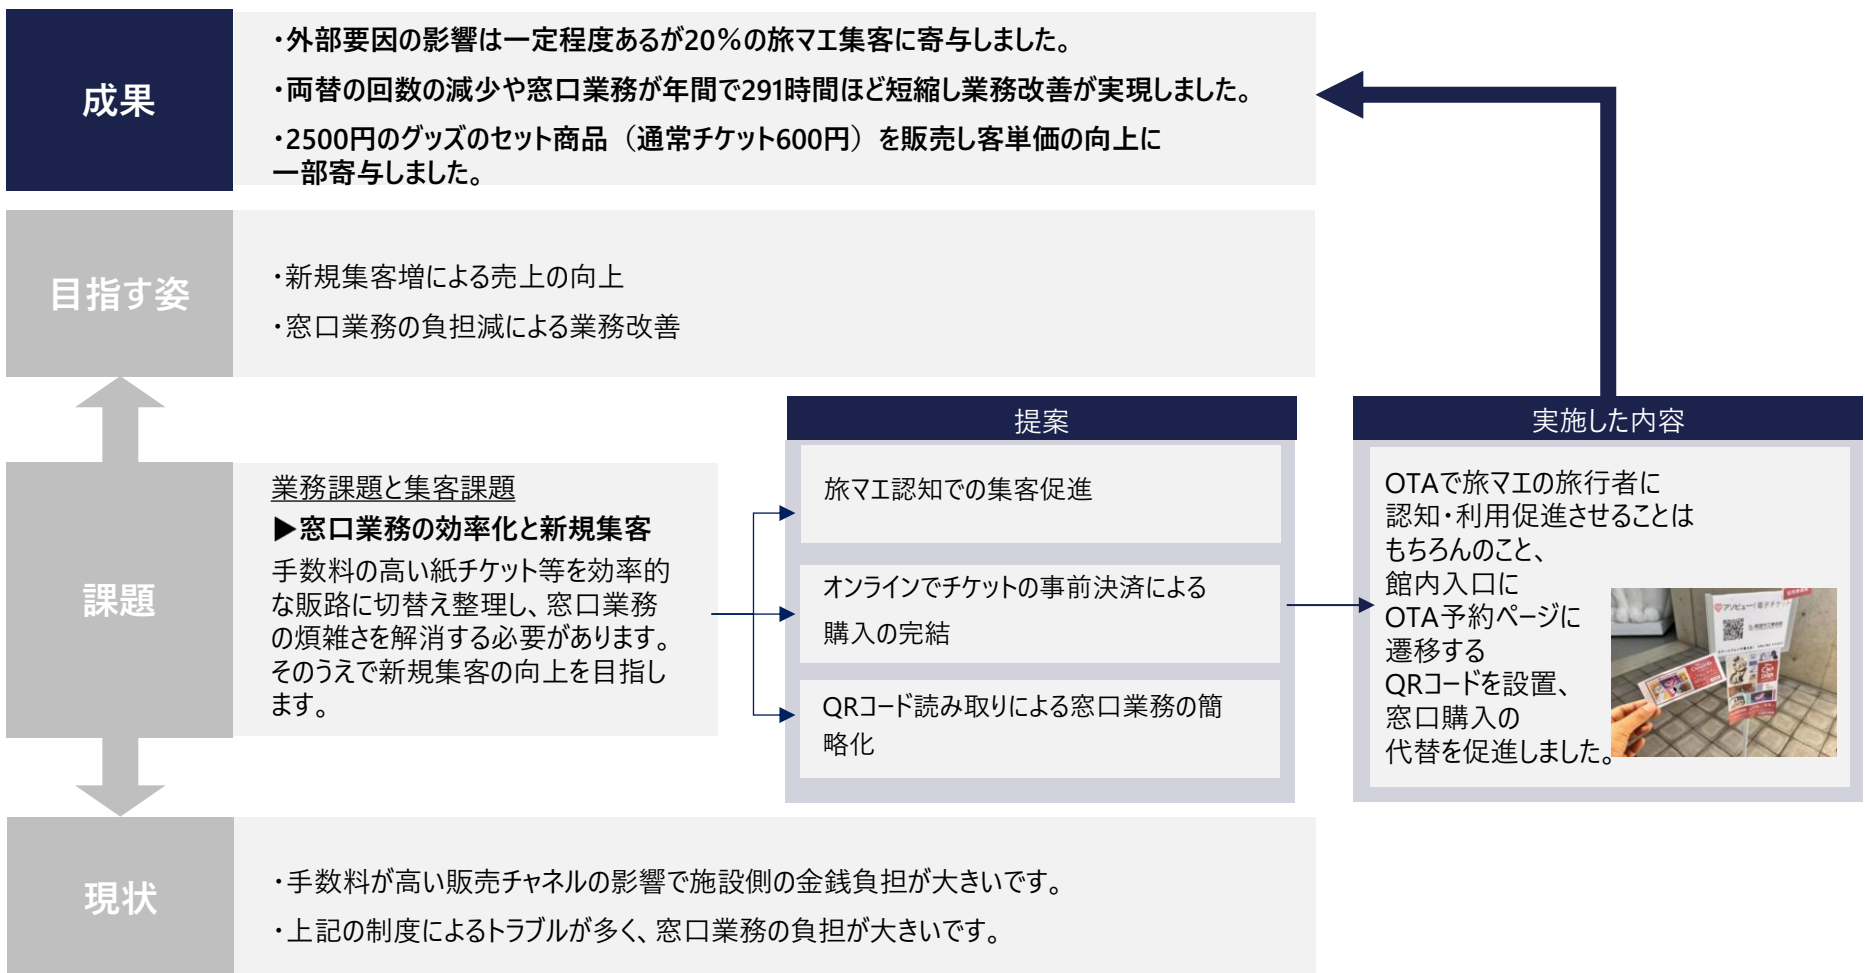 成果
・外部要因の影響は一定程度あるが20％の旅マエ集客に寄与しました。
・両替の回数の減少や窓口業務が年間で291時間ほど短縮し業務改善が実現しました。
・2500円のグッズのセット商品（通常チケット600円）を販売し客単価の向上に
一部寄与しました。
目指す姿
・新規集客増による売上の向上
・窓口業務の負担減による業務改善
課題
業務課題と集客課題
▶窓口業務の効率化と新規集客
手数料の高い紙チケット等を効率的
な販路に切替え整理し、窓口業務
の煩雑さを解消する必要があります。
そのうえで新規集客の向上を目指し
ます。
提案
旅マエ認知での集客促進
オンラインでチケットの事前決済による
購入の完結
QRコード読み取りによる窓口業務の簡
略化
実施した内容
OTAで旅マエの旅行者に
認知・利用促進させることは
もちろんのこと、
館内入口に
OTA予約ページに
遷移する
QRコードを設置、
窓口購入の
代替を促進しました。
アソビュー！電子チケット
現状
・手数料が高い販売チャネルの影響で施設側の金銭負担が大きいです。
・上記の制度によるトラブルが多く、窓口業務の負担が大きいです。